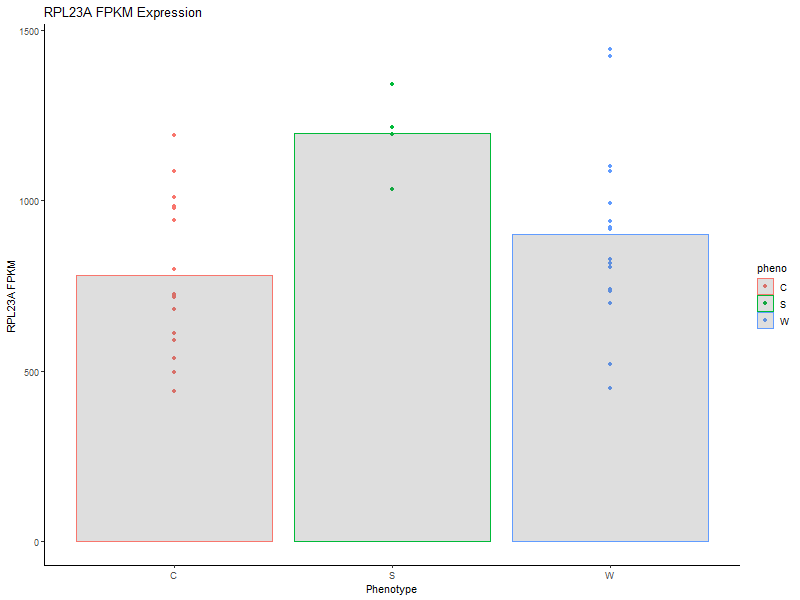 RPL23A FPKM Expression
1500
1000
500
0
RPL23A FPKM
C
S
W
Phenotype
pheno
C
S
W